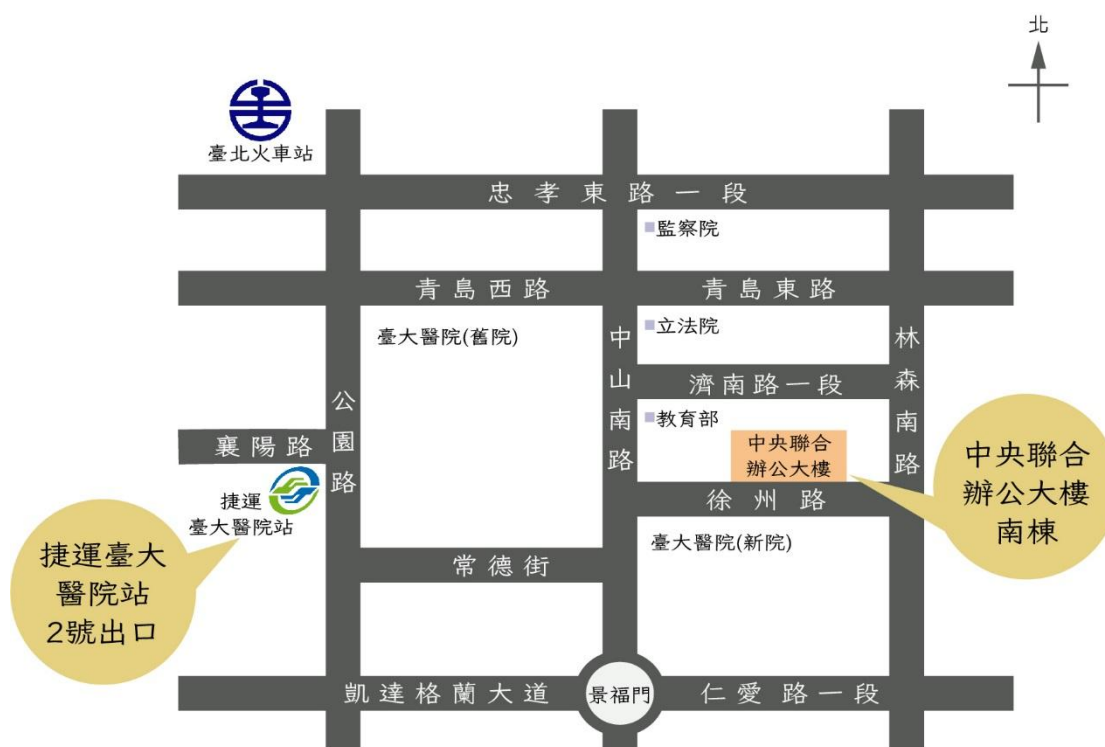 北
臺北火車站
忠孝東路一段
監察院
青島西路
青島東路
立法院
臺大醫院(舊院)
中山南路
林森南路
濟南路一段
公園路
教育部
襄陽路
中央聯合
辦公大樓
中央聯合
辦公大樓
南棟
捷運
臺大醫院站
徐州路
臺大醫院(新院)
捷運臺大
醫院站
2號出口
常德街
凱達格蘭大道
景福門
仁愛路一段